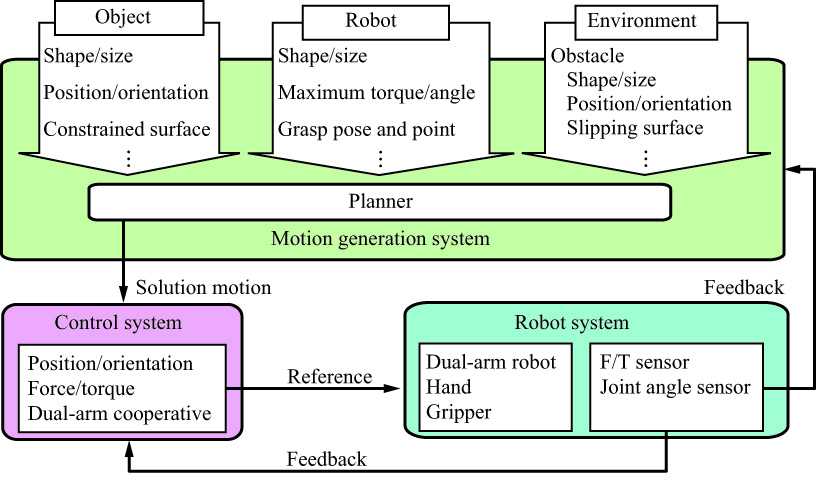 Object
Shape/size
Position/orientation
Constrained surface
⋮
Robot
Shape/size
Maximum torque/angle
Grasp pose and point
⋮
Environment
Obstacle
Shape/size
Position/orientation
Slipping surface
⋮
Planner
Motion generation system
Solution motion
Feedback
Control system
Position/orientation
Force/torque
Dual-arm cooperative
Reference
Robot system
Dual-arm robot
Hand
Gripper
F/T sensor
Joint angle sensor
Feedback